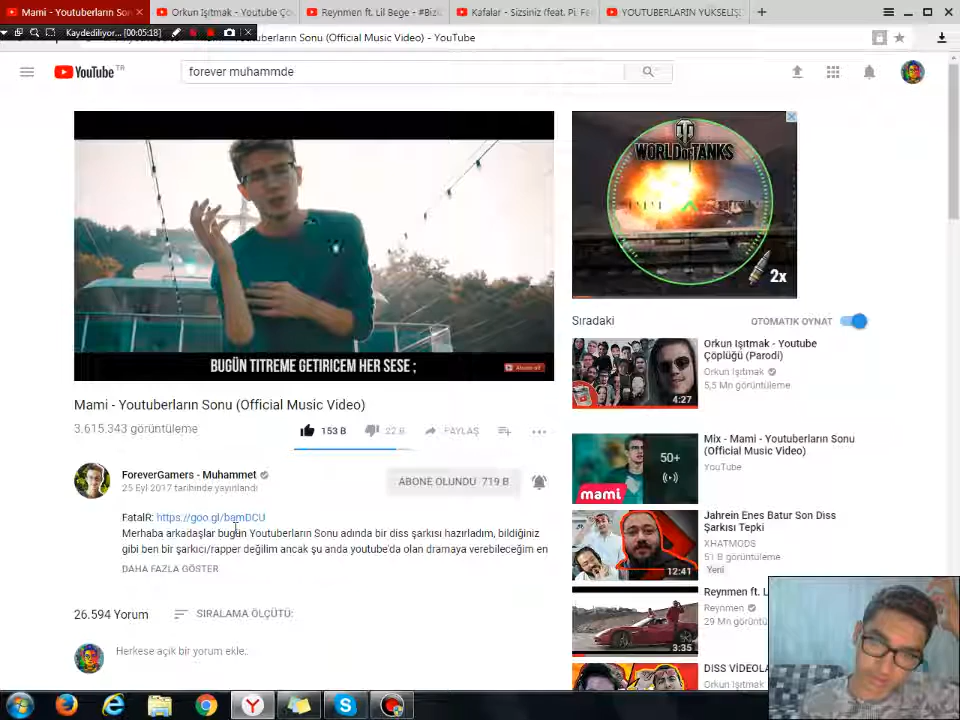 Mami - Youtuberların Son
Orkun Işıtmak - Youtube Ço
Reynmen ft. Lil Bege - #Bizi
Kafalar - Sizsiniz (feat. Pi, Fe
YOUTUBERLARIN YÜKSELİŞİ
Kaydediliyor... [00:05:18]
(Official Music Video) - YouTube
YouTube TR
forever muhammde
WORLD OF TANKS
2x
BUGÜN TİTREME GETİRİCEM HER SESE ;
Abone ol!
Sıradaki
OTOMATİK OYNAT
Orkun Işıtmak - Youtube
Çöplüğü (Parodi)
Orkun Işıtmak
5,5 Mn görüntüleme
4:27
Mami - Youtuberların Sonu (Official Music Video)
3.615.343 görüntüleme
153 B
22 B
PAYLAŞ
50+
mami
Mix - Mami - Youtuberların Sonu
(Official Music Video)
YouTube
ForeverGamers - Muhammet
25 Eyl 2017 tarihinde yayınlandı
ABONE OLUNDU 719 B
FatalR: https://goo.gl/bamDCU
Merhaba arkadaşlar bugün Youtuberların Sonu adında bir diss şarkısı hazırladım, bildiğiniz
gibi ben bir şarkıcı/rapper değilim ancak şu anda youtube'da olan dramaya verebileceğim en
DAHA FAZLA GÖSTER
Jahrein Enes Batur Son Diss
Şarkısı Tepki
XHATMODS
51 B görüntüleme
Yeni
12:41
Reynmen ft. L
Reynmen
29 Mn görüntü
3:35
26.594 Yorum
SIRALAMA ÖLÇÜTÜ:
Herkese açık bir yorum ekle..
DISS VİDEOLA
Orkun Işıtmak